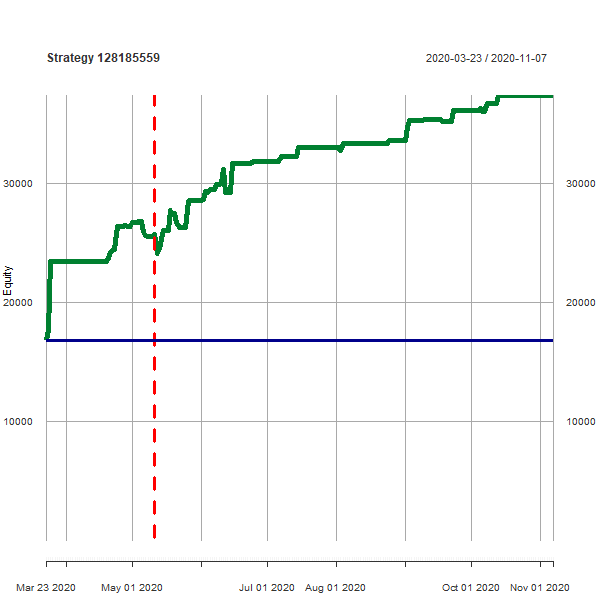 Strategy 128185559
2020-03-23 / 2020-11-07
30000
30000
Equity
20000
20000
10000
10000
Mar 23 2020
May 01 2020
Jul 01 2020
Aug 01 2020
Oct 01 2020
Nov 01 2020